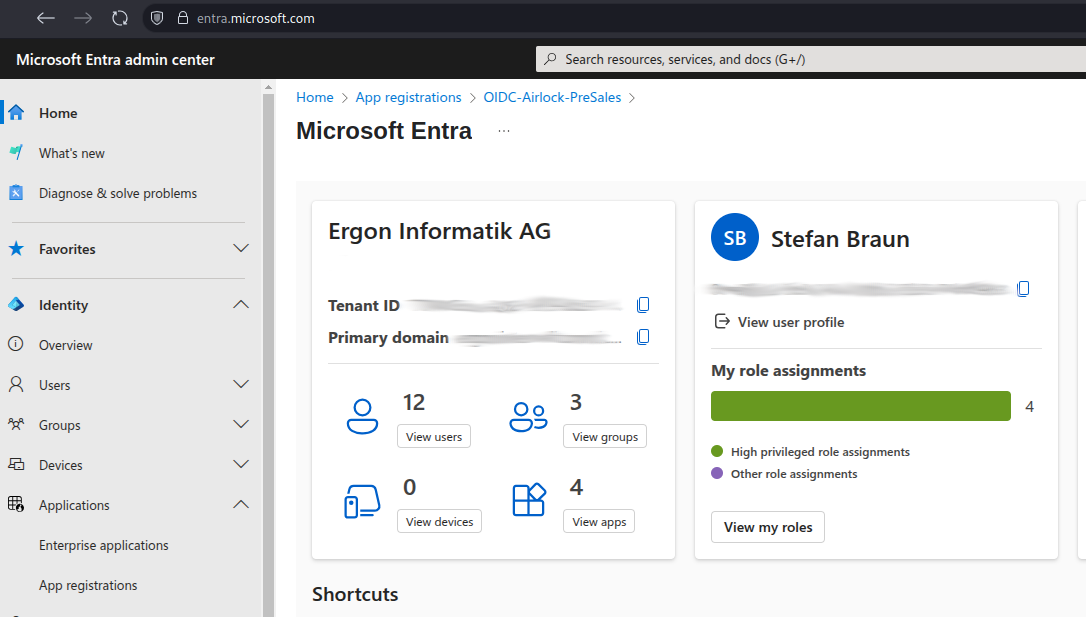 entra.microsoft.com
Microsoft Entra admin center
Search resources, services, and docs (G+/)
Home
What's new
Diagnose & solve problems
Favorites
Identity
Overview
Users
Groups
Devices
Applications
Enterprise applications
App registrations
Home > App registrations > OIDC-Airlock-PreSales >
Microsoft Entra ...
Ergon Informatik AG
Tenant ID
Primary domain
12
View users
3
View groups
0
View devices
4
View apps
SB
Stefan Braun
View user profile
My role assignments
4
High privileged role assignments
Other role assignments
View my roles
Shortcuts